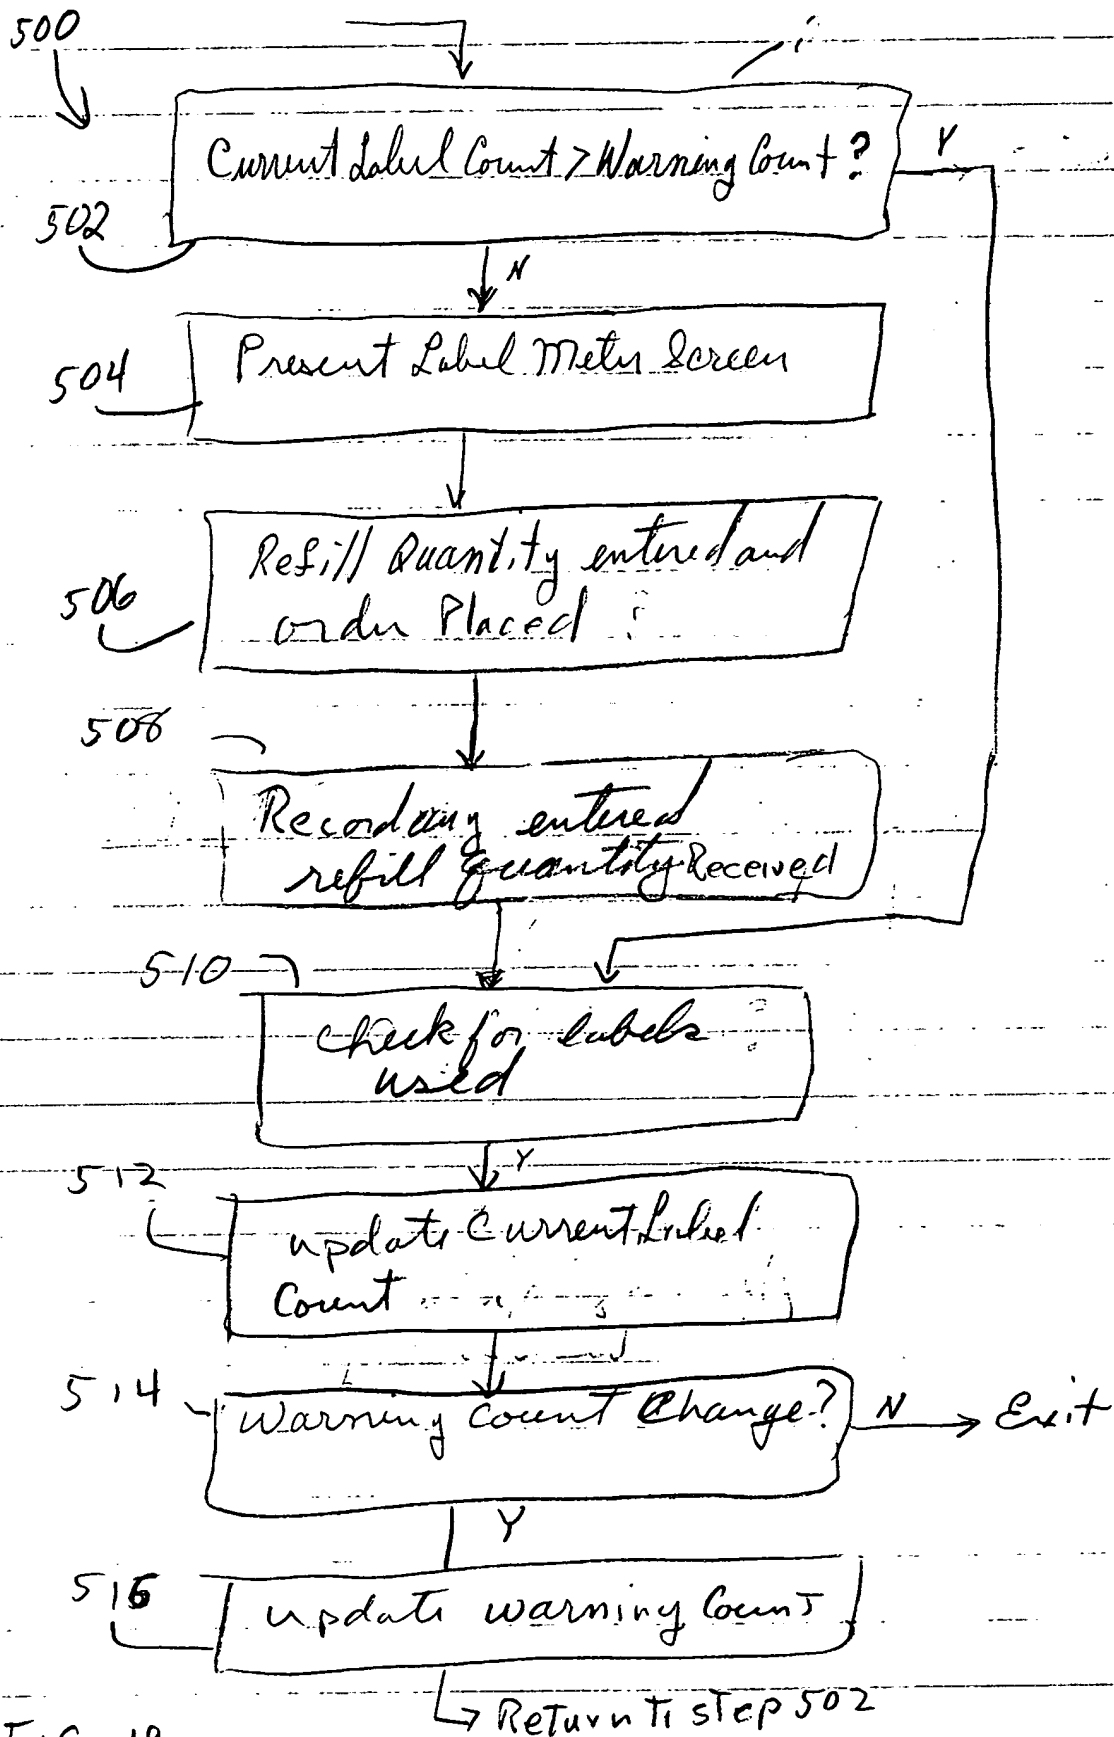 500
Current Label Count > Warning Count?
Y
502
N
504
Present Label Meter Screen
506
Refill Quantity entered and
order Placed
508
Recording entered
refill quantity Received
510
check for labels
used
Y
512
update Current Label
Count
514
Warning Count Change?
N
Exit
Y
516
update warning Count
Return to step 502